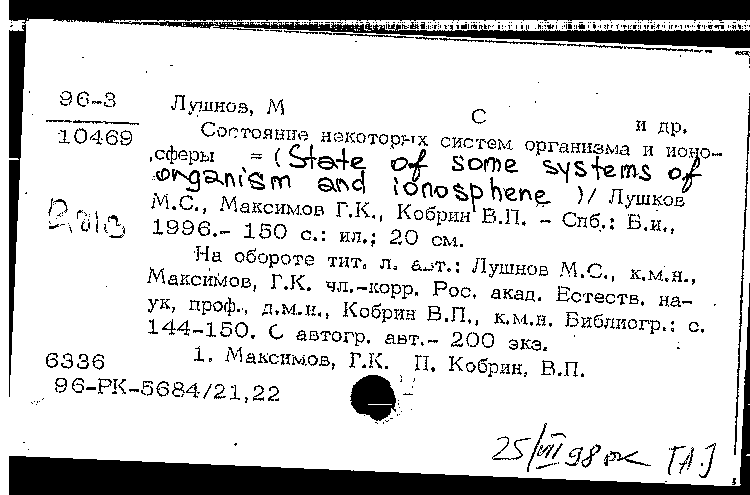 96-3 Лушнов, М С и др.
10469 Состояние некоторых систем организма и ионо-
сферы = (State of some systems of
organism and ionosphene )/ Лушков
М.С., Максимов Г.К., Кобрин В.П. - Спб.: Б.и.,
1996.- 150 с.: ил.; 20 см.
На обороте тит. л. авт.: Лушнов М.С., к.м.н.,
Максимов, Г.К. чл.-корр. Рос. акад. Естеств. на-
ук, проф., д.м.н., Кобрин В.П., к.м.н. Библиогр.: с.
144-150. С автогр. авт.- 200 экз.
6336 1. Максимов, Г.К. П. Кобрин, В.П.
96-РК-5684/21,22
25/VII 98 [А.]